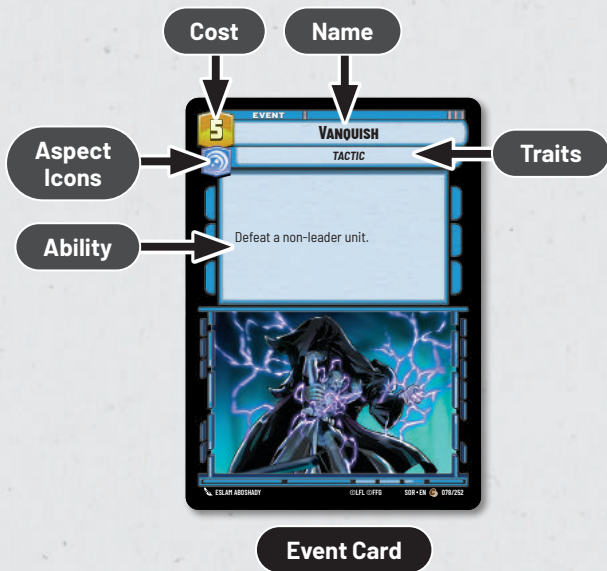 Cost
Name
EVENT
5
VANQUISH
Aspect
Icons
TACTIC
Traits
Ability
Defeat a non-leader unit.
ESLAM ABOSHADY
©LFL ©FFG
SOR•EN
078/252
Event Card